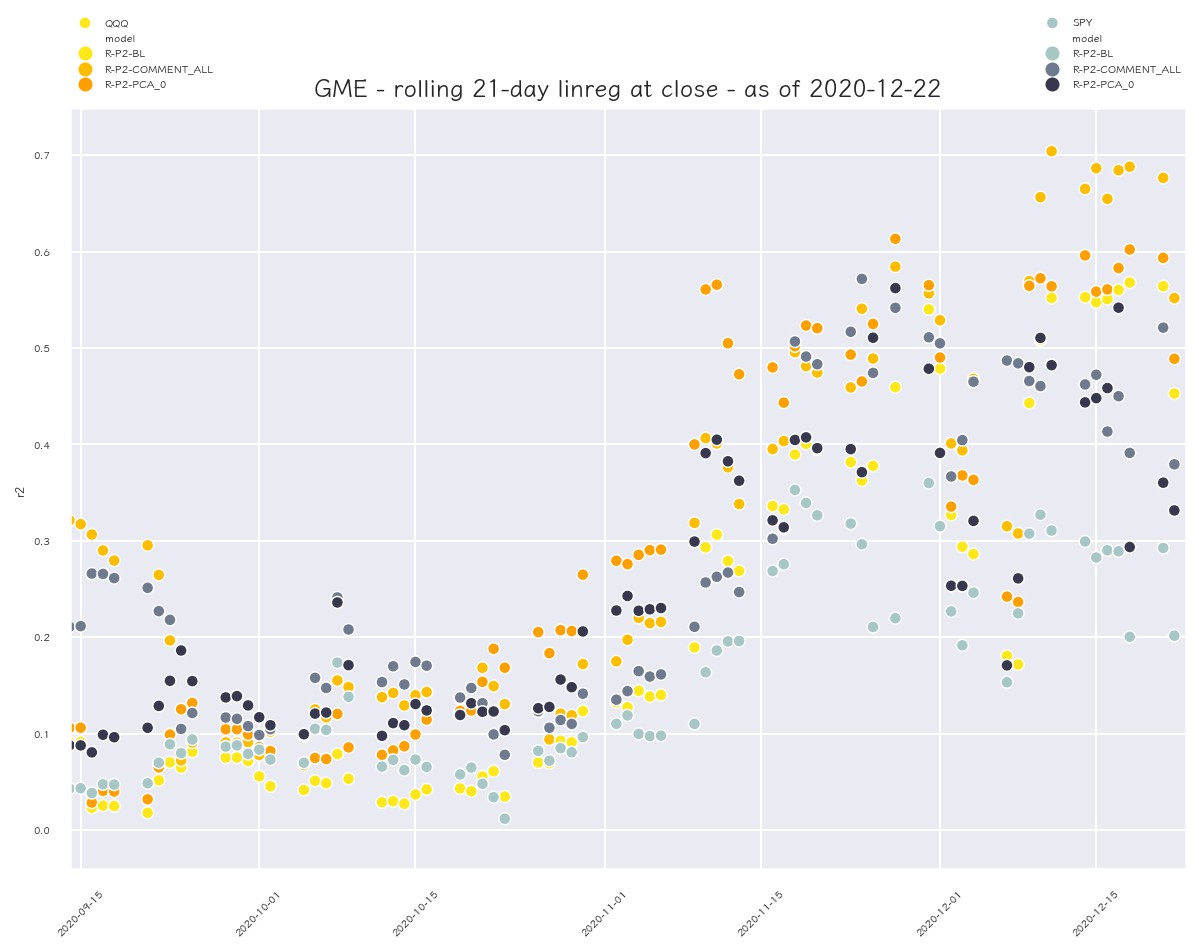 QQQ
model
R-P2-BL
R-P2-COMMENT_ALL
R-P2-PCA_0
SPY
model
R-P2-BL
R-P2-COMMENT_ALL
R-P2-PCA_0
GME - rolling 21-day linreg at close - as of 2020-12-22
0.7
0.6
0.5
0.4
0.3
0.2
0.1
0.0
r2
2020-09-15
2020-10-01
2020-10-15
2020-11-01
2020-11-15
2020-12-01
2020-12-15